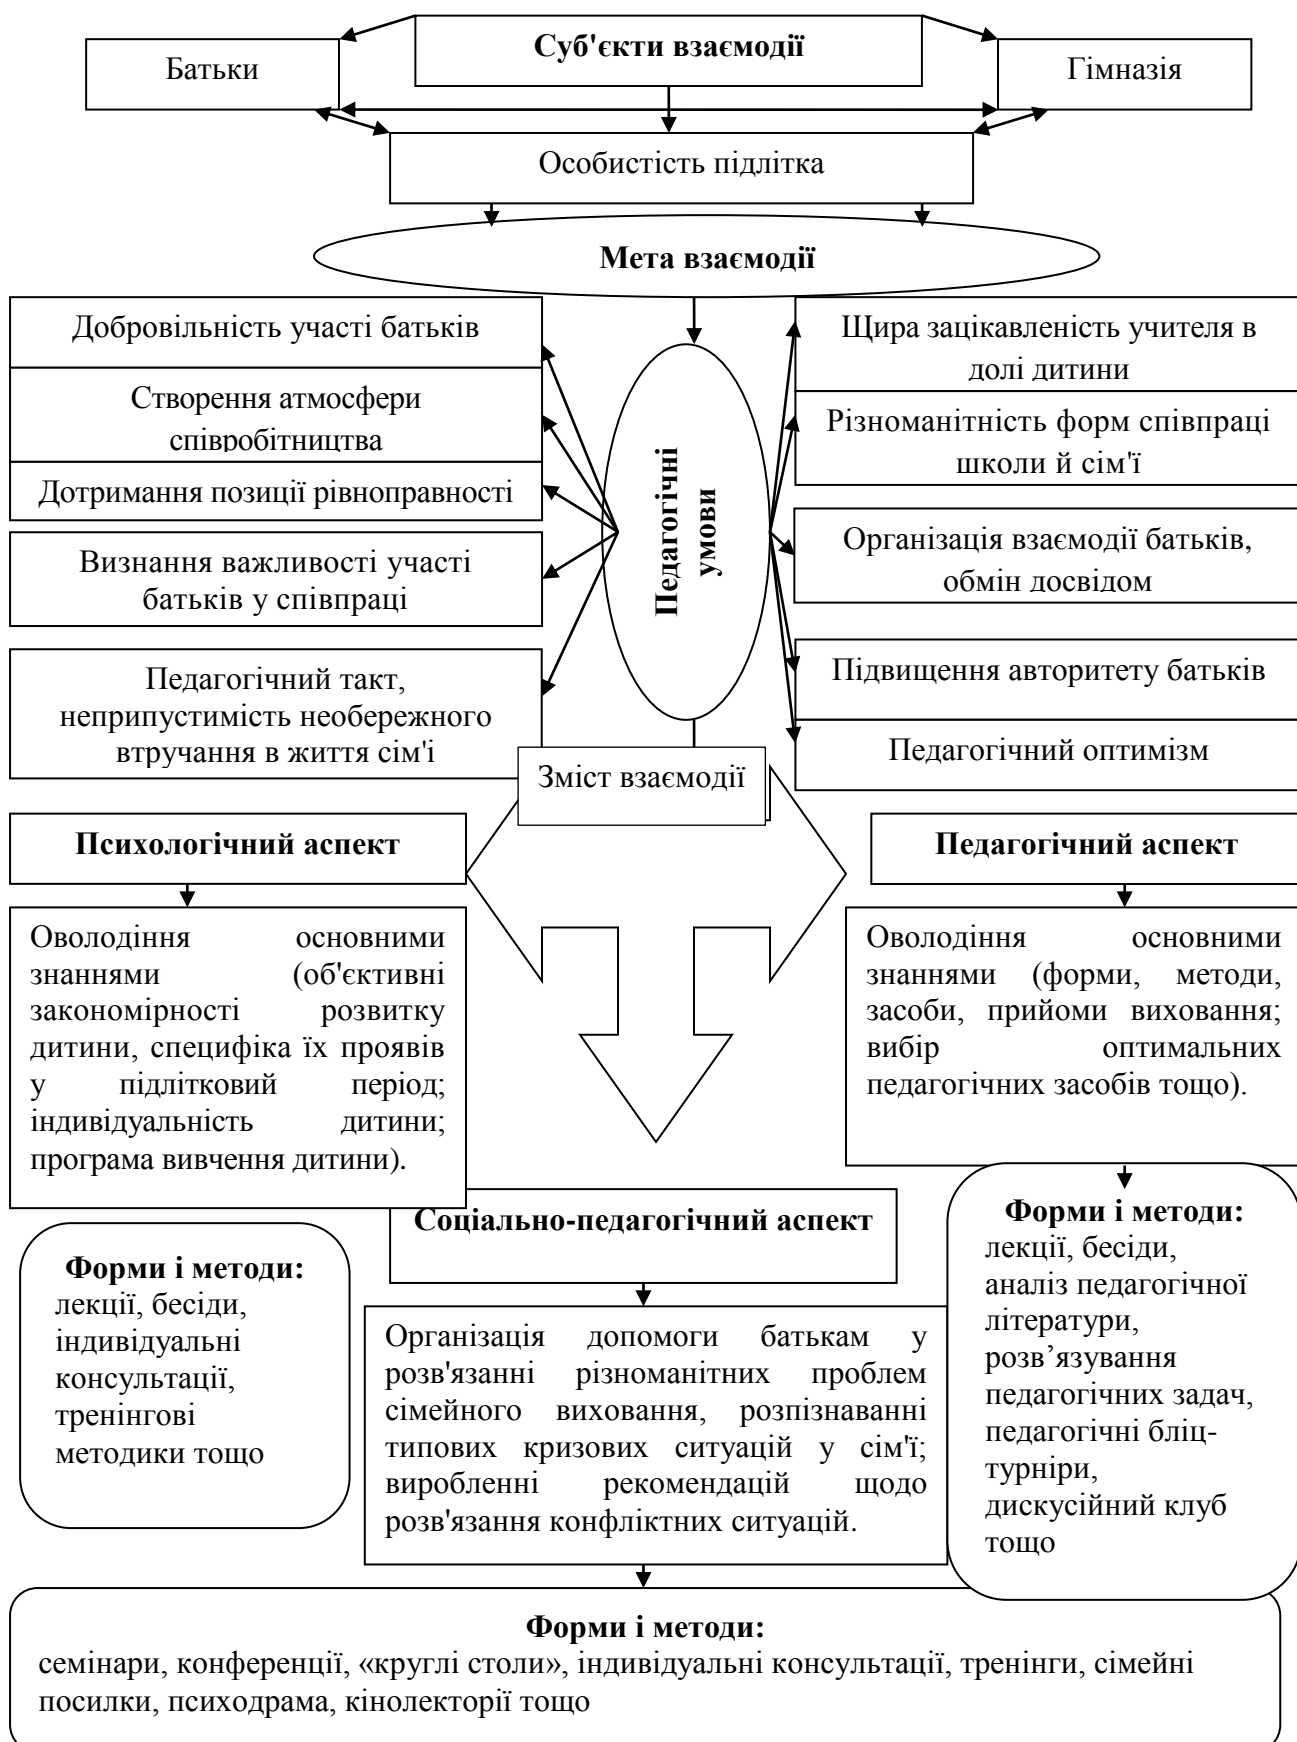 Суб'єкти взаємодії
Батьки
Гімназія
Особистість підлітка
Мета взаємодії
Добровільність участі батьків
Створення атмосфери
співробітництва
Дотримання позиції рівноправності
Визнання важливості участі
батьків у співпраці
Педагогічний такт,
неприпустимість необережного
втручання в життя сім'ї
Педагогічні
умови
Щира зацікавленість учителя в
долі дитини
Різноманітність форм співпраці
школи й сім'ї
Організація взаємодії батьків,
обмін досвідом
Підвищення авторитету батьків
Педагогічний оптимізм
Зміст взаємодії
Психологічний аспект
Оволодіння основними
знаннями (об'єктивні
закономірності розвитку
дитини, специфіка їх проявів
у підлітковий період;
індивідуальність дитини;
програма вивчення дитини).
Форми і методи:
лекції, бесіди,
індивідуальні
консультації,
тренінгові
методики тощо
Педагогічний аспект
Оволодіння основними
знаннями (форми, методи,
засоби, прийоми виховання;
вибір оптимальних
педагогічних засобів тощо).
Форми і методи:
лекції, бесіди,
аналіз педагогічної
літератури,
розв’язування
педагогічних задач,
педагогічні бліц-
турніри,
дискусійний клуб
тощо
Соціально-педагогічний аспект
Організація допомоги батькам у
розв'язанні різноманітних проблем
сімейного виховання, розпізнаванні
типових кризових ситуацій у сім'ї;
виробленні рекомендацій щодо
розв'язання конфліктних ситуацій.
Форми і методи:
семінари, конференції, «круглі столи», індивідуальні консультації, тренінги, сімейні
посилки, психодрама, кінолекторії тощо